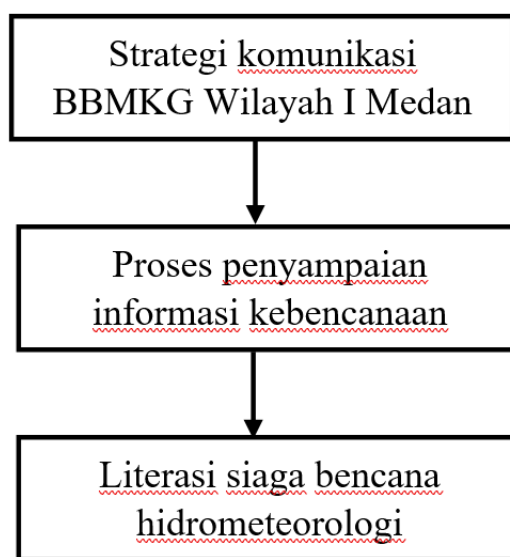 Strategi komunikasi
BBMKG Wilayah I Medan
Proses penyampaian
informasi kebencanaan
Literasi siaga bencana
hidrometeorologi